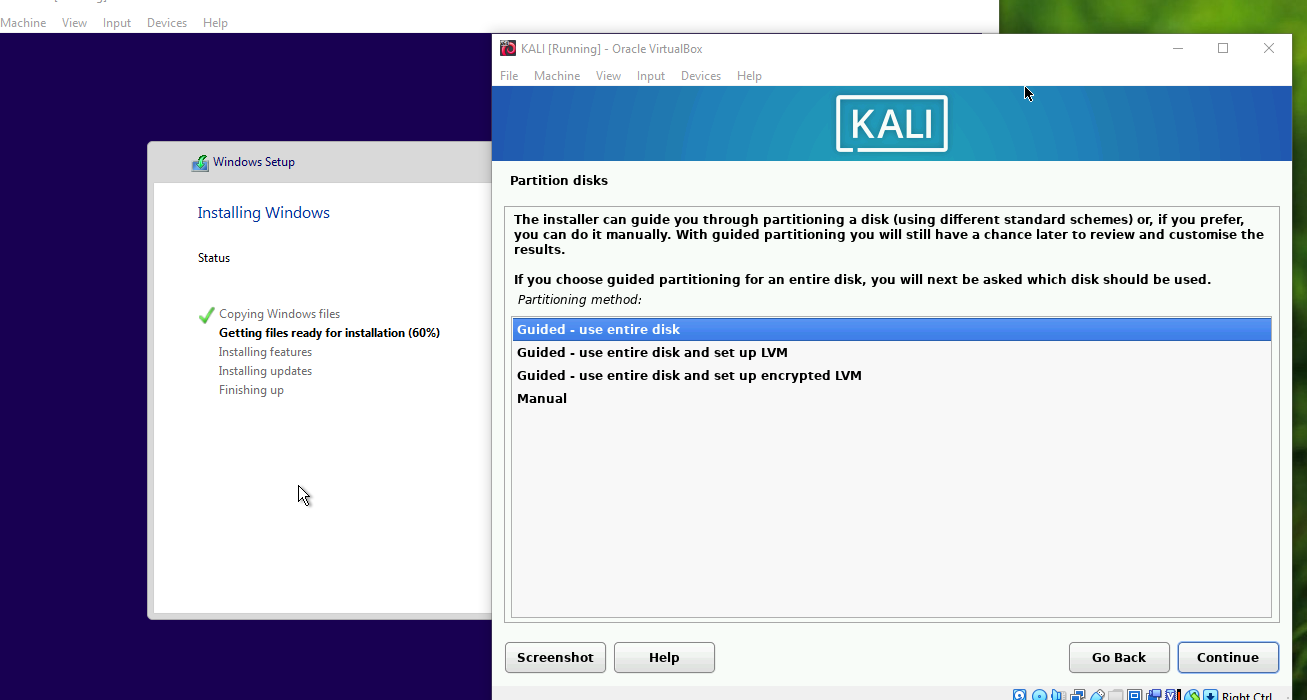 Machine View Input Devices Help
Windows Setup
Installing Windows
Status
Copying Windows files
Getting files ready for installation (60%)
Installing features
Installing updates
Finishing up
KALI [Running] - Oracle VirtualBox
File Machine View Input Devices Help
KALI
Partition disks
The installer can guide you through partitioning a disk (using different standard schemes) or, if you prefer,
you can do it manually. With guided partitioning you will still have a chance later to review and customise the
results.
If you choose guided partitioning for an entire disk, you will next be asked which disk should be used.
Partitioning method:
Guided - use entire disk
Guided - use entire disk and set up LVM
Guided - use entire disk and set up encrypted LVM
Manual
Screenshot Help Go Back Continue
Right Ctrl